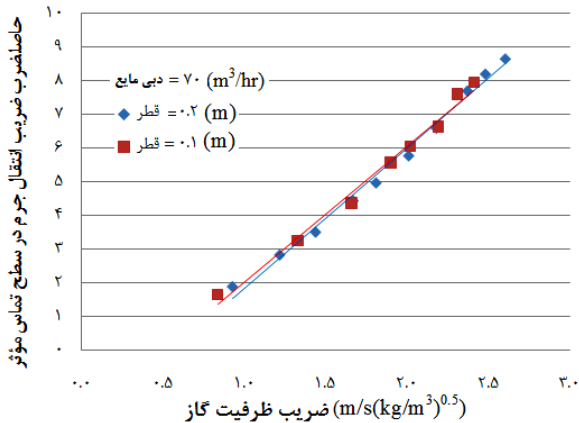 حاصلضرب ضریب انتقال جرم در سطح تماس مؤثر
۱۰
۹
۸
۷
۶
۵
۴
۳
۲
۱
۰
دبی مایع = ۷۰ (m³/hr)
قطر = ۰.۲ (m)
قطر = ۰.۱ (m)
۰.۰ ۱.۰ ۱.۵ ۲.۰ ۲.۵ ۳.۰
ضریب ظرفیت گاز (m/s(kg/m³)^0.5)